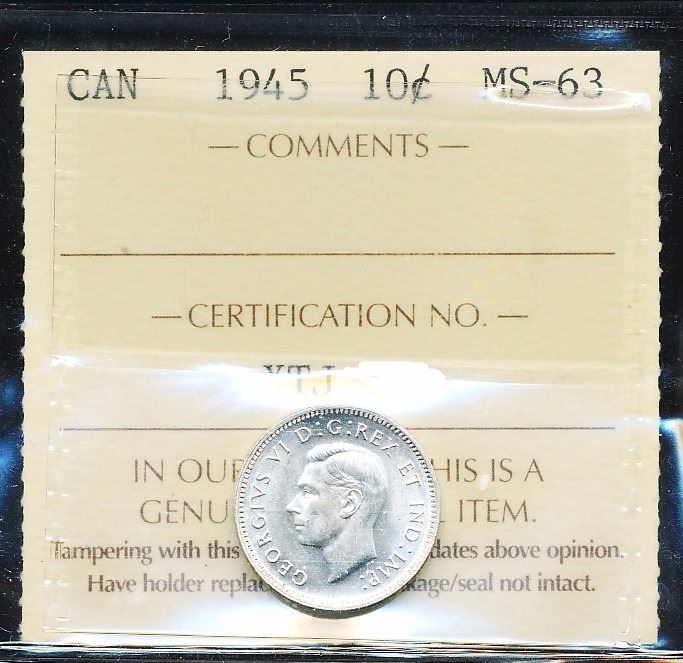 CAN 1945 10¢ MS-63
— COMMENTS —
— CERTIFICATION NO. —
XTJ
IN OUR HIS IS A
GENU ITEM.
Tampering with this dates above opinion.
Have holder replac kage/seal not intact.
GEORGIVS VI D:G:REX ET IND:IMP: